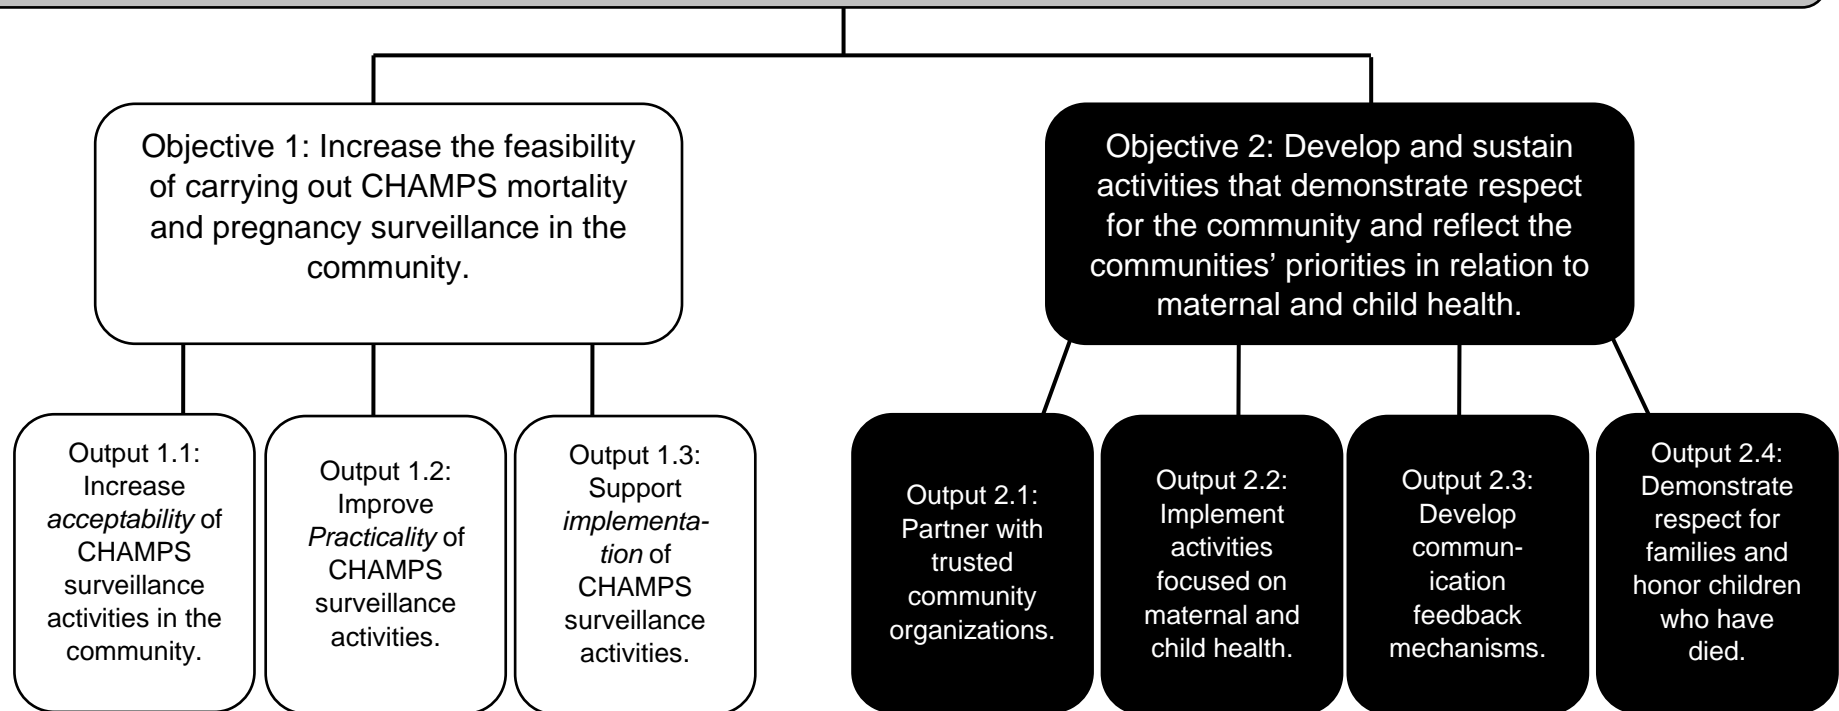 Objective 1: Increase the feasibility
of carrying out CHAMPS mortality
and pregnancy surveillance in the
community.
Objective 2: Develop and sustain
activities that demonstrate respect
for the community and reflect the
communities’ priorities in relation to
maternal and child health.
Output 1.1:
Increase
acceptability of
CHAMPS
surveillance
activities in the
community.
Output 1.2:
Improve
Practicality of
CHAMPS
surveillance
activities.
Output 1.3:
Support
implementa-
tion of
CHAMPS
surveillance
activities.
Output 2.1:
Partner with
trusted
community
organizations.
Output 2.2:
Implement
activities
focused on
maternal and
child health.
Output 2.3:
Develop
commun-
ication
feedback
mechanisms.
Output 2.4:
Demonstrate
respect for
families and
honor children
who have
died.